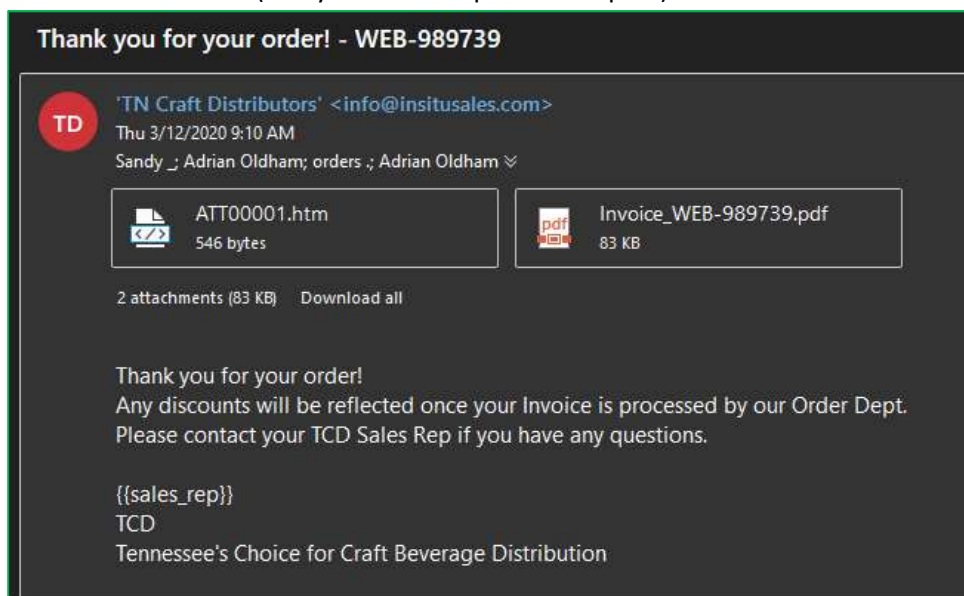 Thank you for your order! - WEB-989739
'TN Craft Distributors' <info@insitusales.com>
TD
Thu 3/12/2020 9:10 AM
Sandy _; Adrian Oldham; orders .; Adrian Oldham
ATT00001.htm
546 bytes
pdf
Invoice_WEB-989739.pdf
83 KB
2 attachments (83 KB) Download all
Thank you for your order!
Any discounts will be reflected once your Invoice is processed by our Order Dept.
Please contact your TCD Sales Rep if you have any questions.
{{sales_rep}}
TCD
Tennessee's Choice for Craft Beverage Distribution